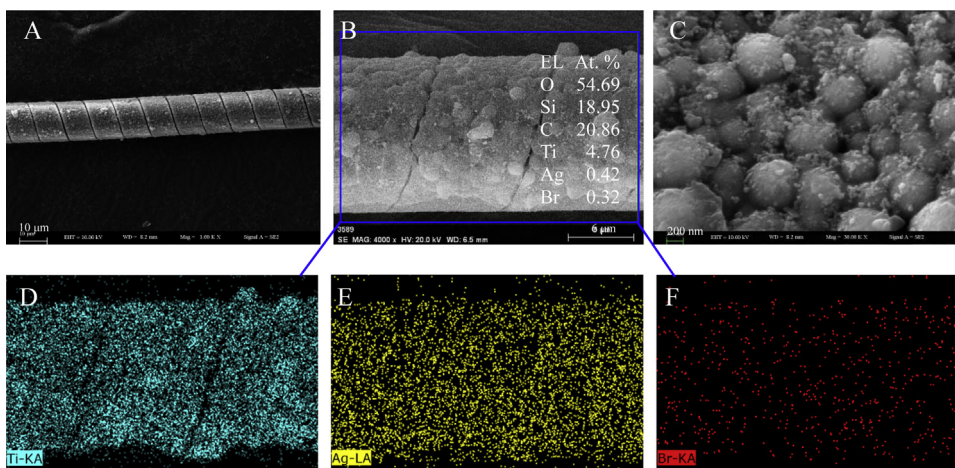 A
10 μm
10 μm
EHT = 10.00 kV
WD = 8.2 mm
Mag = 1.00 K X
Signal A = SE2
B
EL At. %
O 54.69
Si 18.95
C 20.86
Ti 4.76
Ag 0.42
Br 0.32
3589
SE MAG: 4000 x HV: 20.0 kV WD: 6.5 mm
6 μm
C
200 nm
EHT = 10.00 kV
WD = 8.2 mm
Mag = 30.00 K X
Signal A = SE2
D
Ti-KA
E
Ag-LA
F
Br-KA